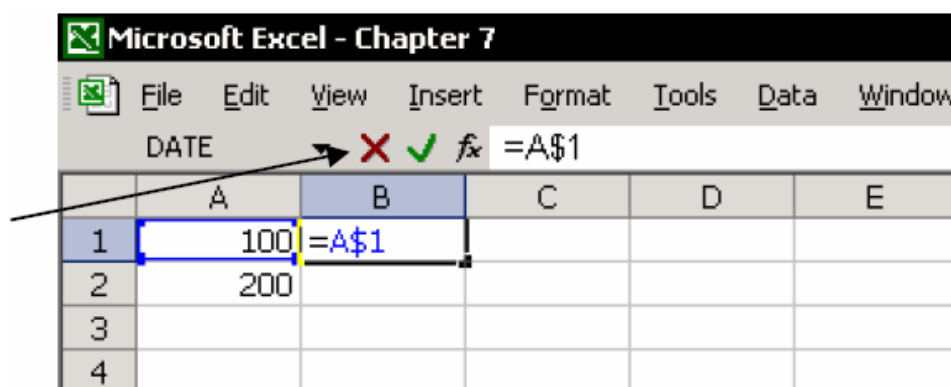 Microsoft Excel - Chapter 7
File Edit View Insert Format Tools Data Window
DATE fx =A$1
A B C D E
1 100 =A$1
2 200
3
4